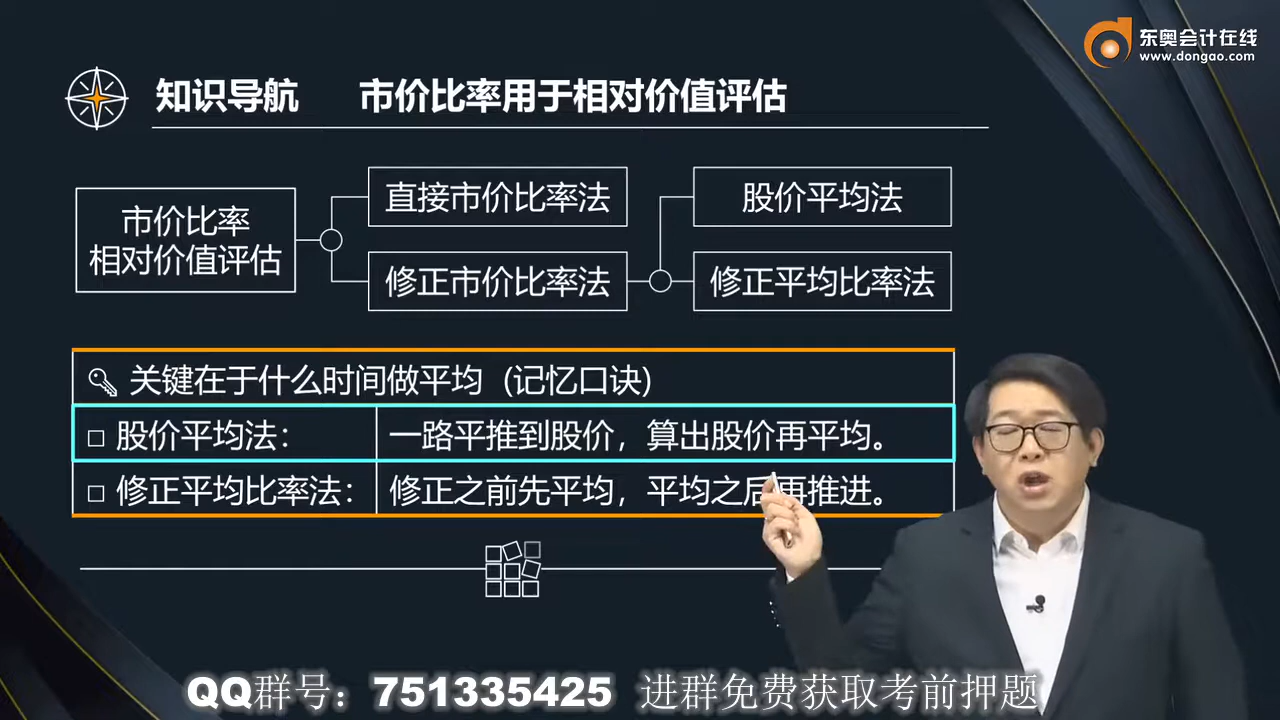 东奥会计在线
www.dongao.com
知识导航 市价比率用于相对价值评估
市价比率
相对价值评估
直接市价比率法
修正市价比率法
股价平均法
修正平均比率法
关键在于什么时间做平均（记忆口诀）
□ 股价平均法： 一路平推到股价，算出股价再平均。
□ 修正平均比率法： 修正之前先平均，平均之后再推进。
QQ群号：751335425 进群免费获取考前押题